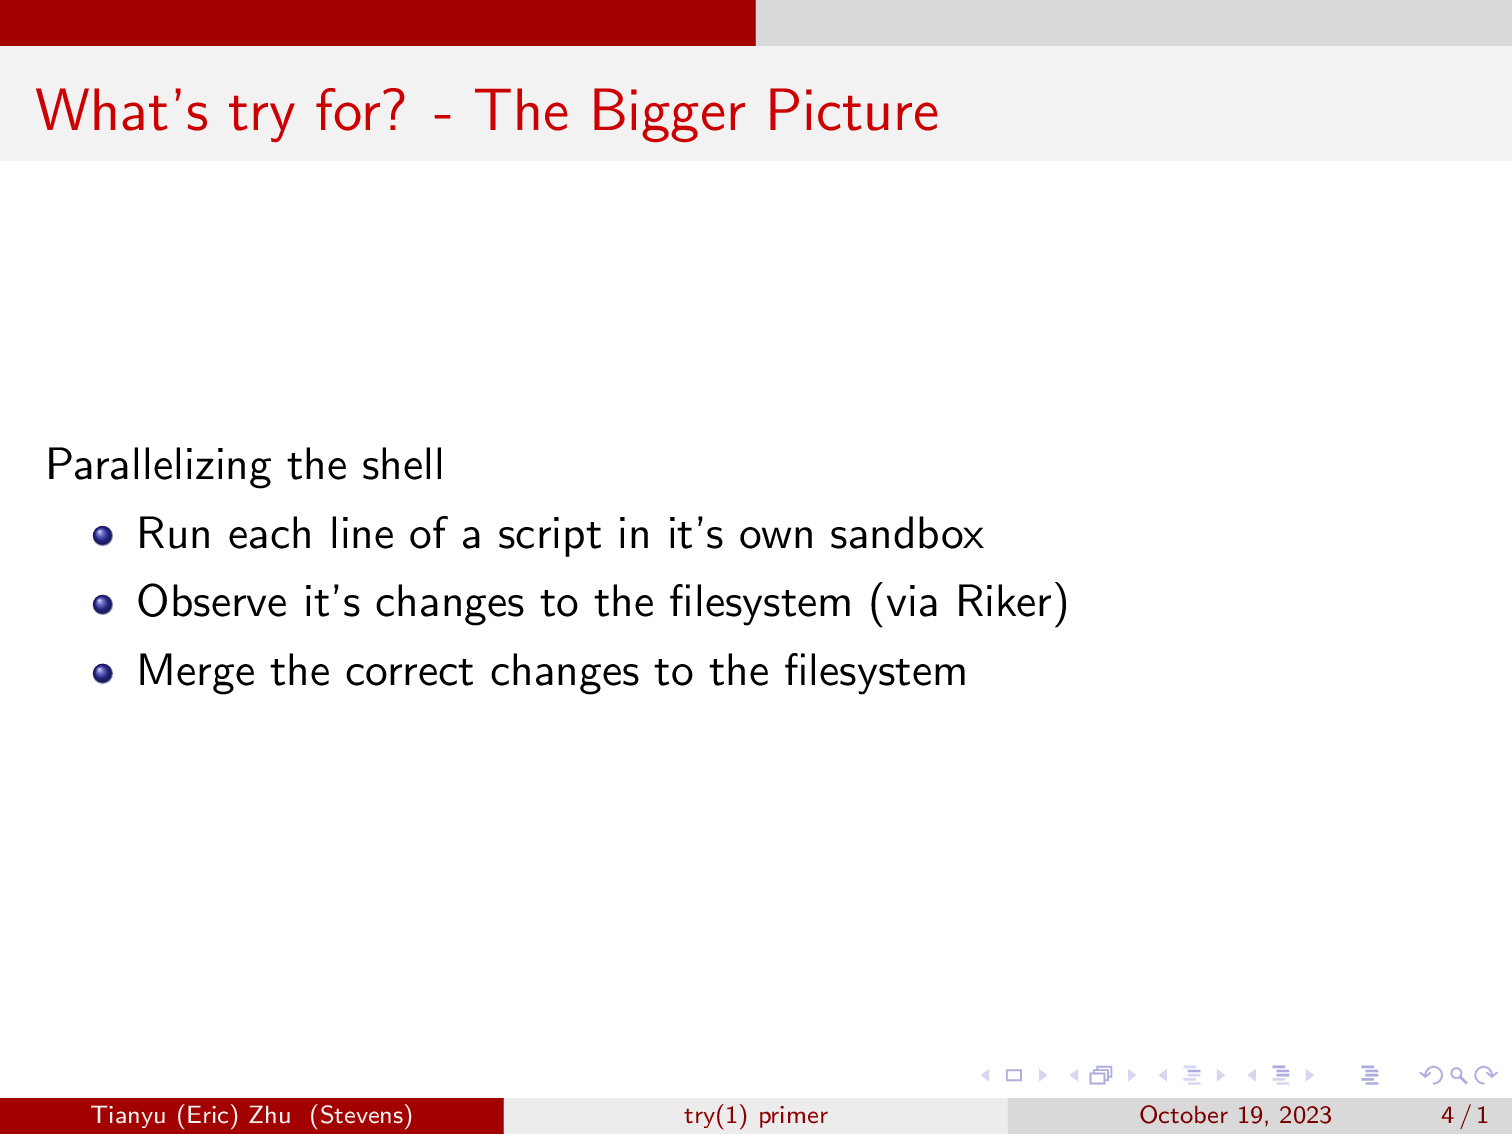 What's try for? - The Bigger Picture
Parallelizing the shell
Run each line of a script in it's own sandbox
Observe it's changes to the filesystem (via Riker)
Merge the correct changes to the filesystem
Tianyu (Eric) Zhu (Stevens)
try(1) primer
October 19, 2023
4 / 1